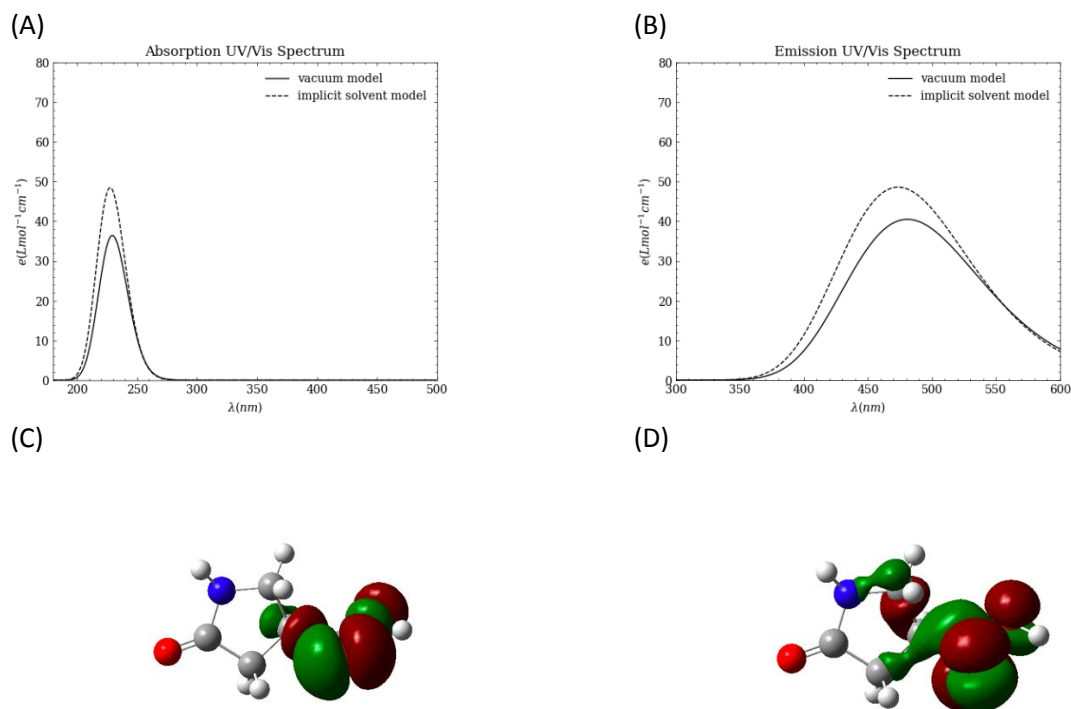 (A)
Absorption UV/Vis Spectrum
80
70
60
50
40
30
20
10
0
e(Lmol⁻¹cm⁻¹)
vacuum model
implicit solvent model
200
250
300
350
400
450
500
λ(nm)
(B)
Emission UV/Vis Spectrum
80
70
60
50
40
30
20
10
0
e(Lmol⁻¹cm⁻¹)
vacuum model
implicit solvent model
300
350
400
450
500
550
600
λ(nm)
(C)
(D)